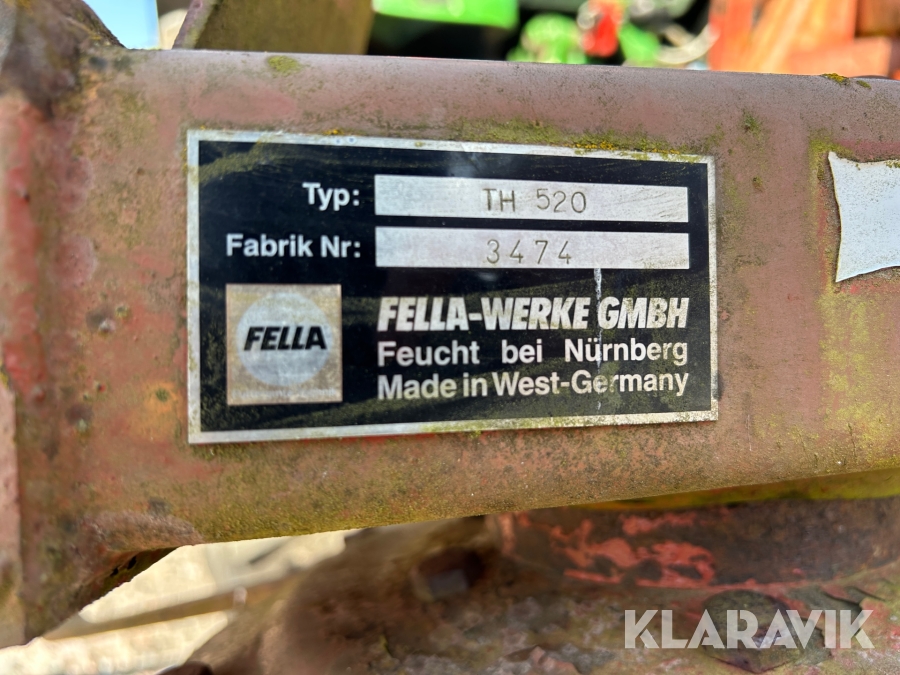 Typ: TH 520
Fabrik Nr: 3474
FELLA
FELLA-WERKE GMBH
Feucht bei Nürnberg
Made in West-Germany
KLARAVIK